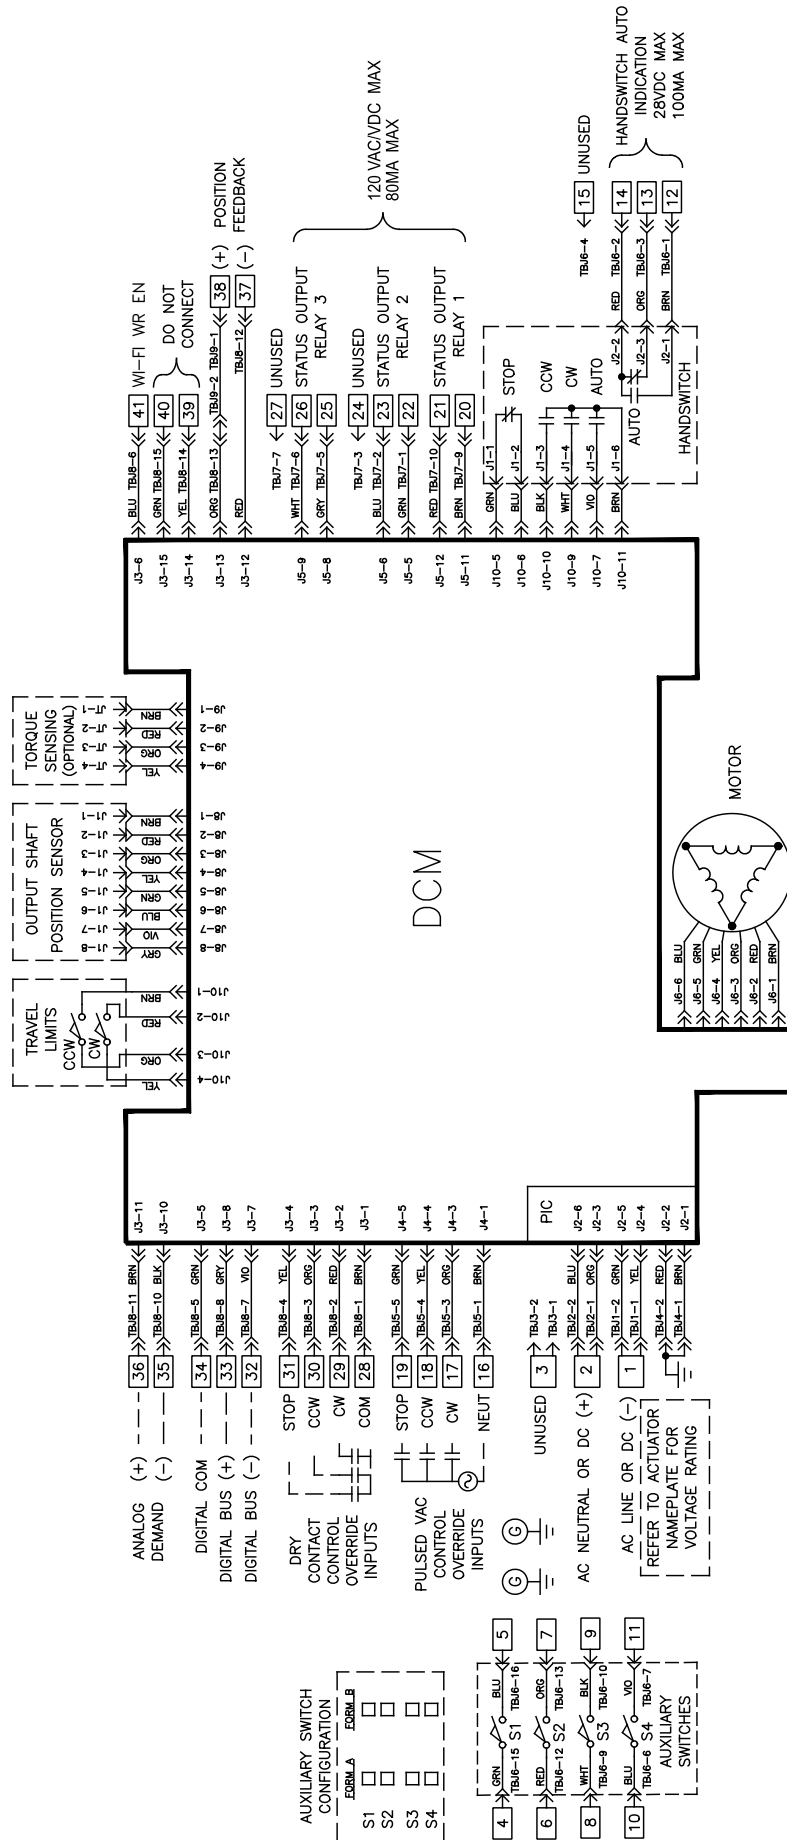 HANDSWITCH AUTO
INDICATION
28VDC MAX
100MA MAX
120 VAC/VDC MAX
80MA MAX
15 UNUSED
TBJ6-4
14
13
12
RED TBJ6-2
ORG TBJ6-3
BRN TBJ6-1
J2-2
J2-3
J2-1
AUTO
HANDSWITCH
41 WI-FI WR EN
40
39
DO NOT
CONNECT
38 (+) POSITION
37 (-) FEEDBACK
27 UNUSED
26 STATUS OUTPUT
25 RELAY 3
24 UNUSED
23 STATUS OUTPUT
22 RELAY 2
21 STATUS OUTPUT
20 RELAY 1
STOP
CCW
CW
AUTO
BLU TBJ8-6
GRN TBJ8-15
YEL TBJ8-14
ORG TBJ8-13 TBJ9-2 TBJ9-1
RED TBJ8-12
TBJ7-7
WHT TBJ7-6
GRY TBJ7-5
TBJ7-3
BLU TBJ7-2
GRN TBJ7-1
RED TBJ7-10
BRN TBJ7-9
GRN J1-1
BLU J1-2
BLK J1-3
WHT J1-4
VIO J1-5
BRN J1-6
J3-6
J3-15
J3-14
J3-13
J3-12
J5-9
J5-8
J5-6
J5-5
J5-12
J5-11
J10-5
J10-6
J10-10
J10-9
J10-7
J10-11
TORQUE
SENSING
(OPTIONAL)
JT-1 BRN J9-1
JT-2 RED J9-2
JT-3 ORG J9-3
JT-4 YEL J9-4
OUTPUT SHAFT
POSITION SENSOR
J1-1 BRN J8-1
J1-2 RED J8-2
J1-3 ORG J8-3
J1-4 YEL J8-4
J1-5 GRN J8-5
J1-6 BLU J8-6
J1-7 VIO J8-7
J1-8 GRY J8-8
TRAVEL
LIMITS
CCW
CW
BRN J10-1
RED J10-2
ORG J10-3
YEL J10-4
DCM
MOTOR
J6-6 BLU
J6-5 GRN
J6-4 YEL
J6-3 ORG
J6-2 RED
J6-1 BRN
PIC
J3-11
J3-10
J3-5
J3-8
J3-7
J3-4
J3-3
J3-2
J3-1
J4-5
J4-4
J4-3
J4-1
J2-6
J2-3
J2-5
J2-4
J2-2
J2-1
TBJ8-11 BRN
TBJ8-10 BLK
TBJ8-5 GRN
TBJ8-8 GRY
TBJ8-7 VIO
TBJ8-4 YEL
TBJ8-3 ORG
TBJ8-2 RED
TBJ8-1 BRN
TBJ5-5 GRN
TBJ5-4 YEL
TBJ5-3 ORG
TBJ5-1 BRN
TBJ3-2
TBJ3-1
TBJ2-2 BLU
TBJ2-1 ORG
TBJ1-2 GRN
TBJ1-1 YEL
TBJ4-2 RED
TBJ4-1 BRN
ANALOG (+) 36
DEMAND (-) 35
DIGITAL COM 34
DIGITAL BUS (+) 33
DIGITAL BUS (-) 32
STOP 31
CCW 30
CW 29
COM 28
DRY
CONTACT
CONTROL
OVERRIDE
INPUTS
STOP 19
CCW 18
CW 17
NEUT 16
PULSED VAC
CONTROL
OVERRIDE
INPUTS
UNUSED 3
AC NEUTRAL OR DC (+) 2
AC LINE OR DC (-) 1
REFER TO ACTUATOR
NAMEPLATE FOR
VOLTAGE RATING
G
G
AUXILIARY SWITCH
CONFIGURATION
FORM A FORM B
S1
S2
S3
S4
4 GRN TBJ6-15 S1 BLU TBJ6-16 5
6 RED TBJ6-12 S2 ORG TBJ6-13 7
8 WHT TBJ6-9 S3 BLK TBJ6-10 9
10 BLU TBJ6-6 S4 VIO TBJ6-7 11
AUXILIARY
SWITCHES